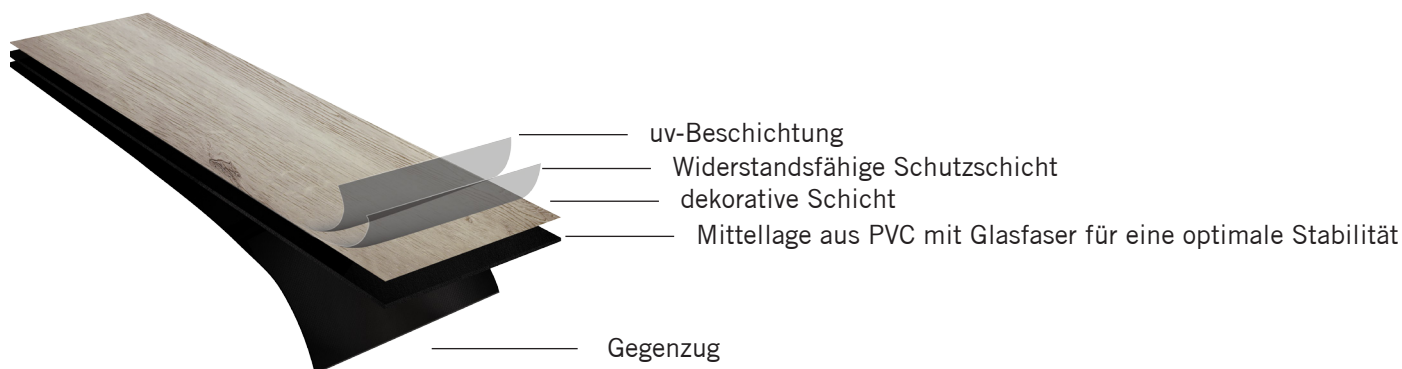 uv-Beschichtung
Widerstandsfähige Schutzschicht
dekorative Schicht
Mittellage aus PVC mit Glasfaser für eine optimale Stabilität
Gegenzug